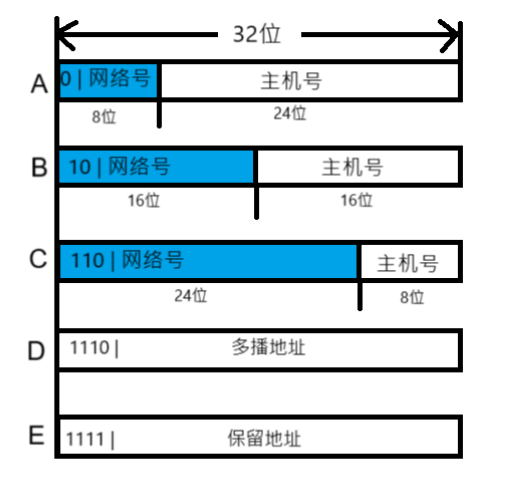 32位
A 0 | 网络号 主机号
8位 24位
B 10 | 网络号 主机号
16位 16位
C 110 | 网络号 主机号
24位 8位
D 1110 | 多播地址
E 1111 | 保留地址